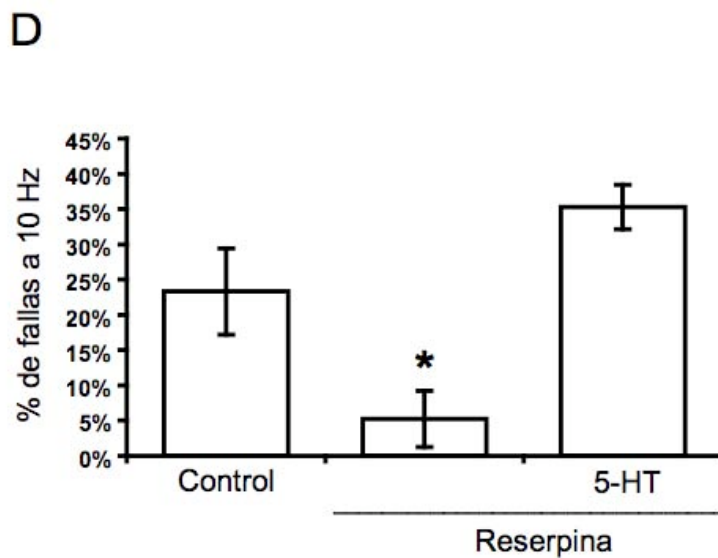 D
% de fallas a 10 Hz
45%
40%
35%
30%
25%
20%
15%
10%
5%
0%
*
Control
5-HT
Reserpina